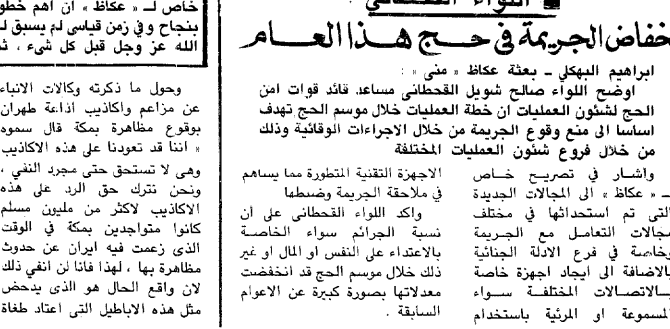 اللواء القحطاني
خفاض الجريمة في حج هذا العام
ابراهيم البهكلي - بعثة عكاظ « منى » :
اوضح اللواء صالح شويل القحطاني مساعد قائد قوات امن
الحج لشئون العمليات ان خطة العمليات خلال موسم الحج تهدف
اساسا الى منع وقوع الجريمة من خلال الاجراءات الوقائية وذلك
من خلال فروع شئون العمليات المختلفة
واشار في تصريح خاص
لـ « عكاظ » الى المجالات الجديدة
التى تم استحداثها في مختلف
مجالات التعامل مع الجريمة
وخاصة في فرع الادلة الجنائية
بالاضافة الى ايجاد اجهزة خاصة
بالاتصالات المختلفة سواء
المسموعة او المرئية باستخدام
الاجهزة التقنية المتطورة مما يساهم
في ملاحقة الجريمة وضبطها
واكد اللواء القحطاني على ان
نسبة الجرائم سواء الخاصة
بالاعتداء على النفس او المال او غير
ذلك خلال موسم الحج قد انخفضت
معدلاتها بصورة كبيرة عن الاعوام
السابقة .
خاص لـ « عكاظ » ان اهم خطو
بنجاح وفي زمن قياسى لم يسبق لـ
الله عز وجل قبل كل شيء ،
وحول ما ذكرته وكالات الانباء
عن مزاعم واكاذيب اذاعة طهران
بوقوع مظاهرة بمكة قال سموه
« اننا قد تعودنا على هذه الاكاذيب
وهى لا تستحق حتى مجرد النفى ،
ونحن نترك حق الرد على هذه
الاكاذيب لاكثر من مليون مسلم
كانوا متواجدين بمكة في الوقت
الذى زعمت فيه ايران عن حدوث
مظاهرة بها ، لهذا فانا لن انفي ذلك
لان واقع الحال هو الذى يدحض
مثل هذه الاباطيل التى اعتاد طغاة